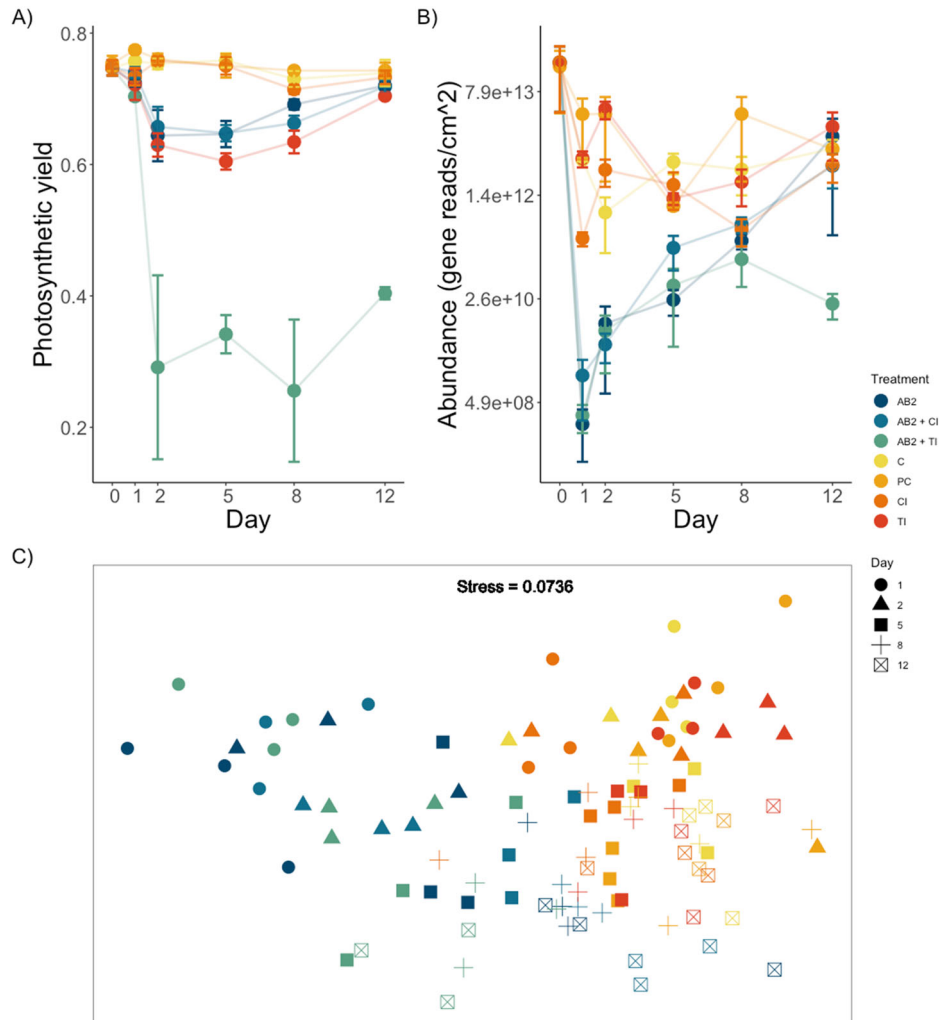 A)
0.8
0.6
0.4
0.2
Photosynthetic yield
0 1 2 5 8 12
Day
B)
7.9e+13
1.4e+12
2.6e+10
4.9e+08
Abundance (gene reads/cm^2)
0 1 2 5 8 12
Day
Treatment
AB2
AB2 + CI
AB2 + TI
C
PC
CI
TI
C)
Stress = 0.0736
Day
1
2
5
8
12